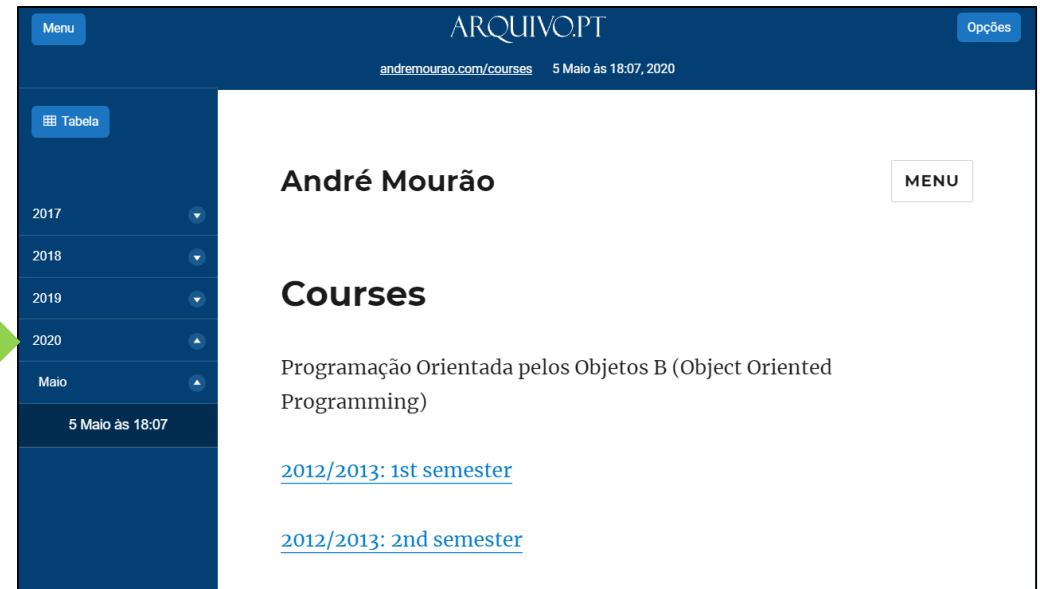 Menu
ARQUIVO.PT
Opções
andremourao.com/courses 5 Maio às 18:07, 2020
Tabela
2017
2018
2019
2020
Maio
5 Maio às 18:07
André Mourão
MENU
Courses
Programação Orientada pelos Objetos B (Object Oriented
Programming)
2012/2013: 1st semester
2012/2013: 2nd semester